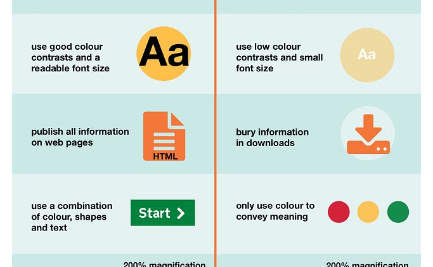 use good colour
contrasts and a
readable font size
Aa
use low colour
contrasts and small
font size
Aa
publish all information
on web pages
HTML
bury information
in downloads
use a combination
of colour, shapes
and text
Start >
only use colour to
convey meaning
200% magnification
200% magnification